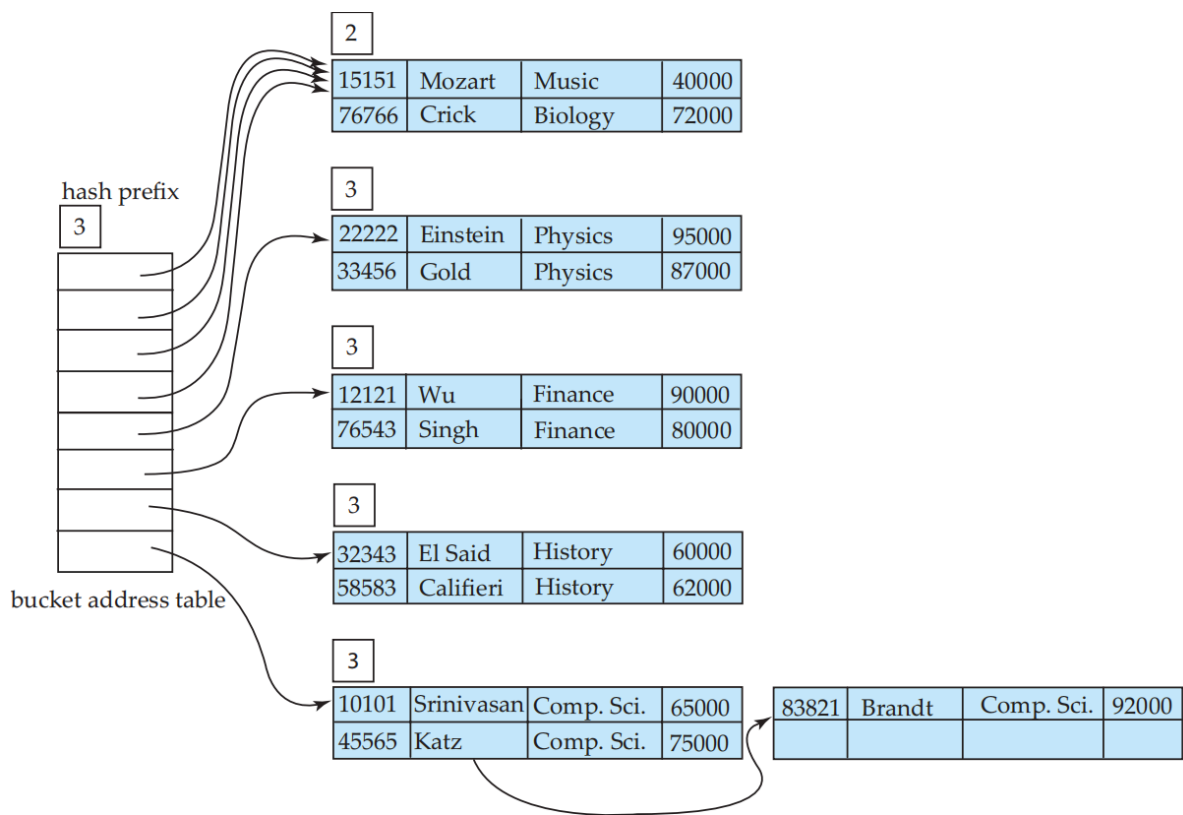 2
15151 Mozart Music 40000
76766 Crick Biology 72000
hash prefix
3
3
22222 Einstein Physics 95000
33456 Gold Physics 87000
3
12121 Wu Finance 90000
76543 Singh Finance 80000
3
32343 El Said History 60000
58583 Califieri History 62000
bucket address table
3
10101 Srinivasan Comp. Sci. 65000
45565 Katz Comp. Sci. 75000
83821 Brandt Comp. Sci. 92000